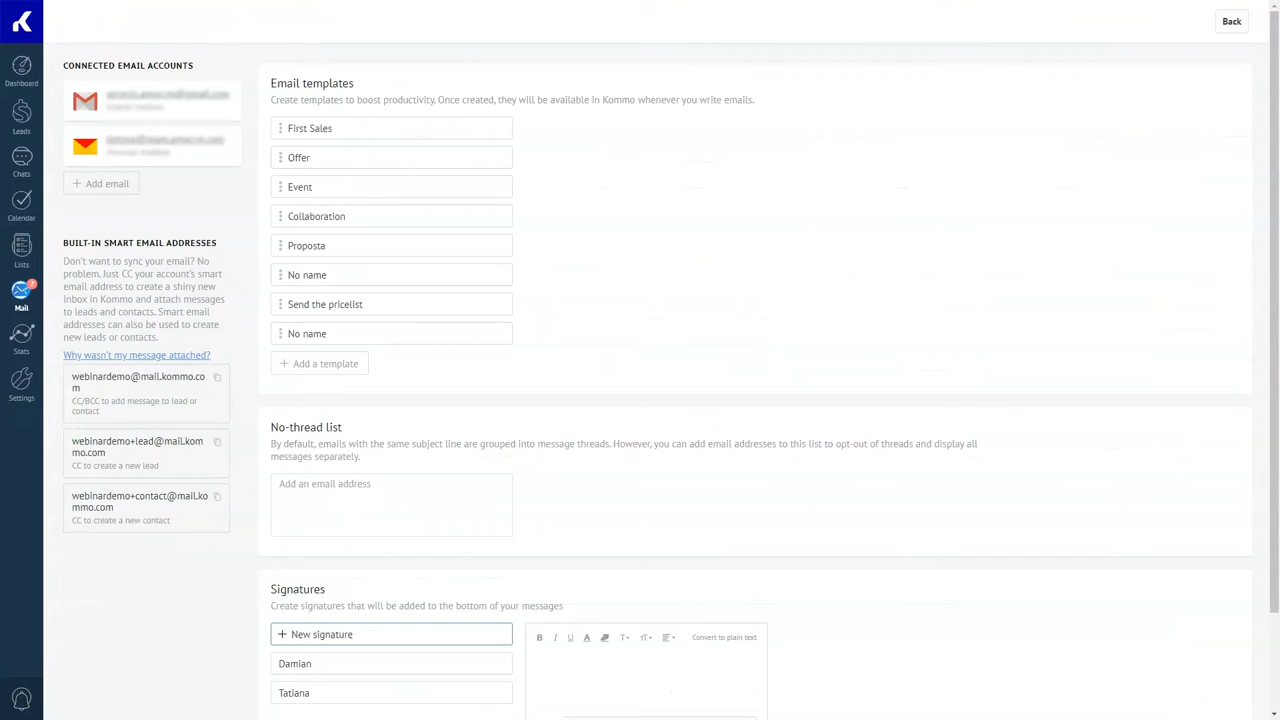 Back
Dashboard
Leads
Chats
Calendar
Lists
7
Mail
Stats
Settings
CONNECTED EMAIL ACCOUNTS
Add email
BUILT-IN SMART EMAIL ADDRESSES
Don't want to sync your email? No
problem. Just CC your account's smart
email address to create a shiny new
inbox in Kommo and attach messages
to leads and contacts. Smart email
addresses can also be used to create
new leads or contacts.
Why wasn't my message attached?
webinardemo@mail.kommo.co
m
CC/BCC to add message to lead or
contact
webinardemo+lead@mail.kom
mo.com
CC to create a new lead
webinardemo+contact@mail.ko
mmo.com
CC to create a new contact
Email templates
Create templates to boost productivity. Once created, they will be available in Kommo whenever you write emails.
First Sales
Offer
Event
Collaboration
Proposta
No name
Send the pricelist
No name
Add a template
No-thread list
By default, emails with the same subject line are grouped into message threads. However, you can add email addresses to this list to opt-out of threads and display all
messages separately.
Add an email address
Signatures
Create signatures that will be added to the bottom of your messages
New signature
Damian
Tatiana
B I U A T TT Convert to plain text